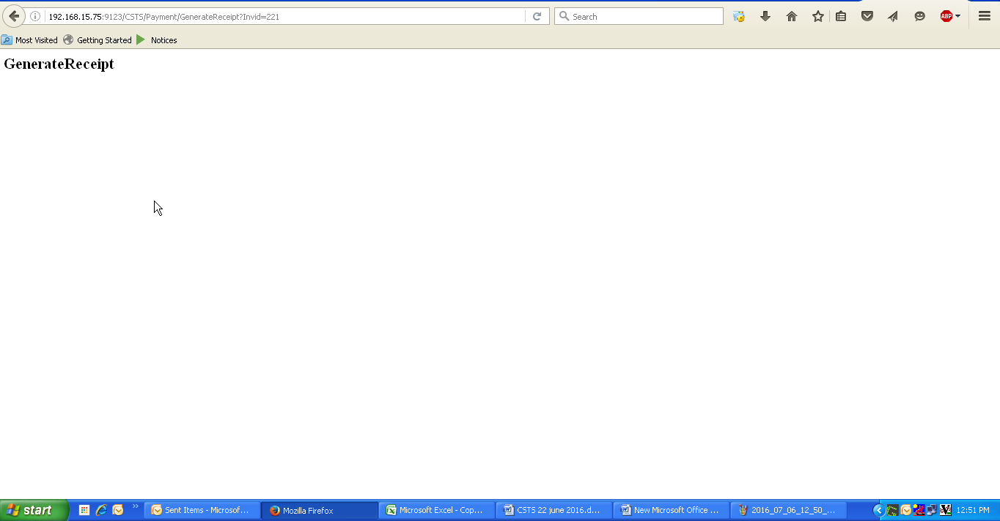 192.168.15.75:9123/CSTS/Payment/GenerateReceipt?Invid=221
Search
ABP
Most Visited
Getting Started
Notices
GenerateReceipt
start
Sent Items - Microsof...
Mozilla Firefox
Microsoft Excel - Cop...
CSTS 22 june 2016.d...
New Microsoft Office ...
2016_07_06_12_50_...
12:51 PM